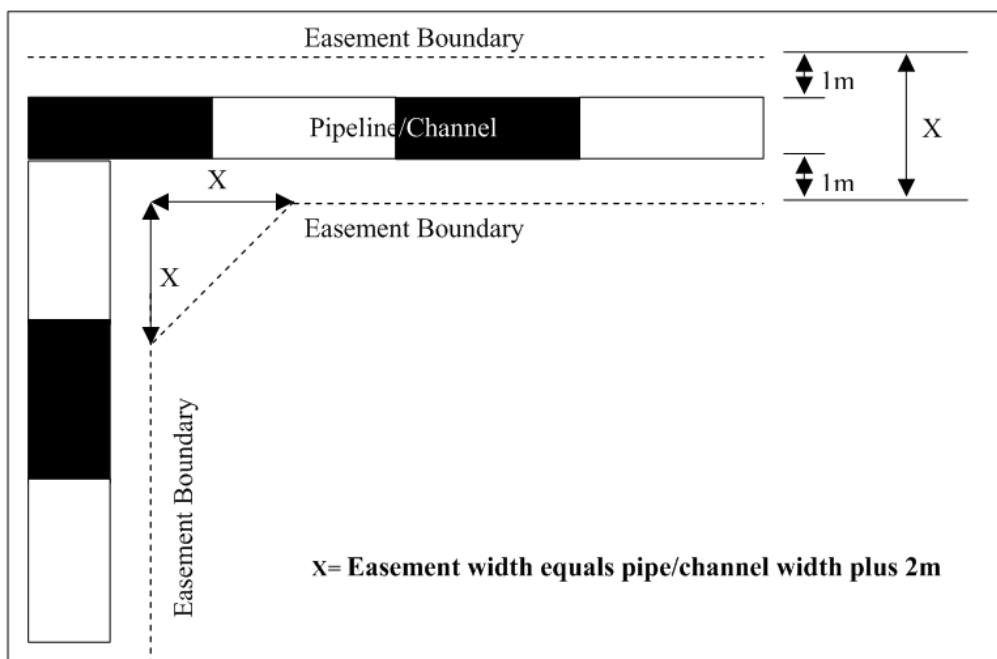 Easement Boundary
1m
Pipeline/Channel
X
1m
X
Easement Boundary
X
Easement Boundary
X= Easement width equals pipe/channel width plus 2m